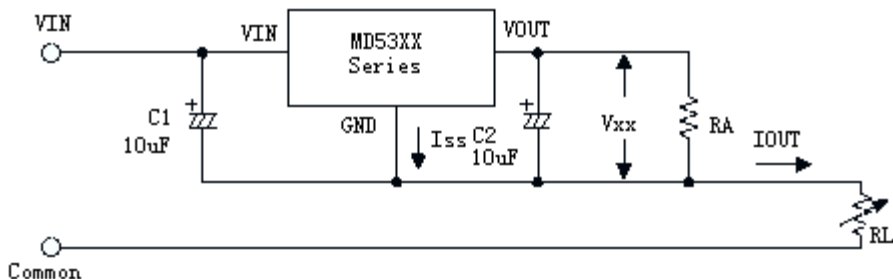 VIN
VIN
MD53XX
Series
VOUT
C1
10uF
GND
Iss
C2
10uF
Vxx
RA
IOUT
RL
Common